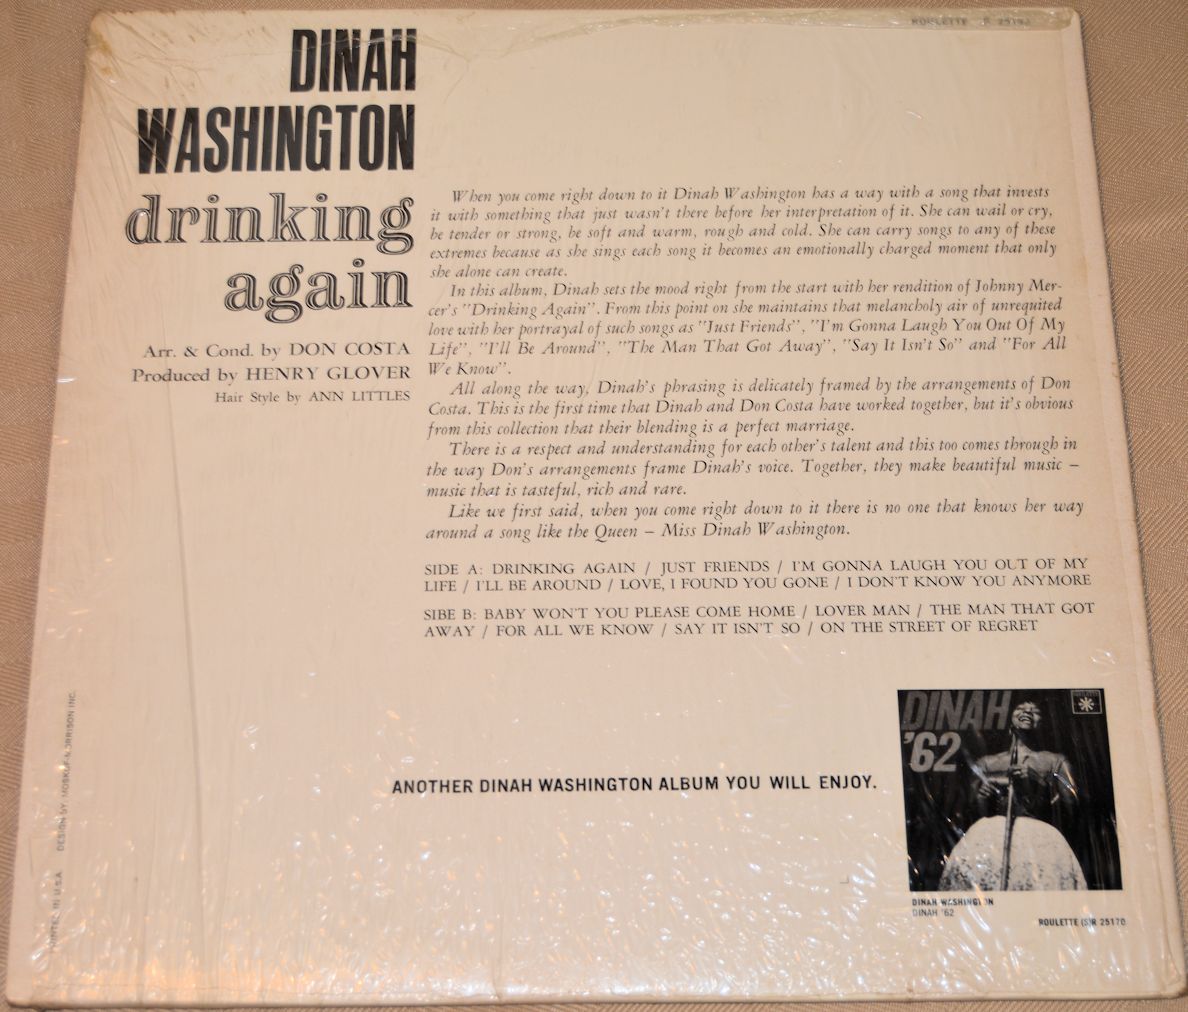 ROULETTE R 25183
DINAH
WASHINGTON
drinking
again
Arr. & Cond. by DON COSTA
Produced by HENRY GLOVER
Hair Style by ANN LITTLES
When you come right down to it Dinah Washington has a way with a song that invests
it with something that just wasn't there before her interpretation of it. She can wail or cry,
be tender or strong, be soft and warm, rough and cold. She can carry songs to any of these
extremes because as she sings each song it becomes an emotionally charged moment that only
she alone can create.
In this album, Dinah sets the mood right from the start with her rendition of Johnny Mer-
cer's "Drinking Again". From this point on she maintains that melancholy air of unrequited
love with her portrayal of such songs as "Just Friends", "I'm Gonna Laugh You Out Of My
Life", "I'll Be Around", "The Man That Got Away", "Say It Isn't So" and "For All
We Know".
All along the way, Dinah's phrasing is delicately framed by the arrangements of Don
Costa. This is the first time that Dinah and Don Costa have worked together, but it's obvious
from this collection that their blending is a perfect marriage.
There is a respect and understanding for each other's talent and this too comes through in
the way Don's arrangements frame Dinah's voice. Together, they make beautiful music –
music that is tasteful, rich and rare.
Like we first said, when you come right down to it there is no one that knows her way
around a song like the Queen – Miss Dinah Washington.
SIDE A: DRINKING AGAIN / JUST FRIENDS / I'M GONNA LAUGH YOU OUT OF MY
LIFE / I'LL BE AROUND / LOVE, I FOUND YOU GONE / I DON'T KNOW YOU ANYMORE
SIBE B: BABY WON'T YOU PLEASE COME HOME / LOVER MAN / THE MAN THAT GOT
AWAY / FOR ALL WE KNOW / SAY IT ISN'T SO / ON THE STREET OF REGRET
ANOTHER DINAH WASHINGTON ALBUM YOU WILL ENJOY.
DINAH
'62
ROULETTE
DINAH WASHINGTON
DINAH '62
ROULETTE (S)R 25170
PRINTED IN U.S.A. DESIGN BY MOSKOF-MORRISON INC.